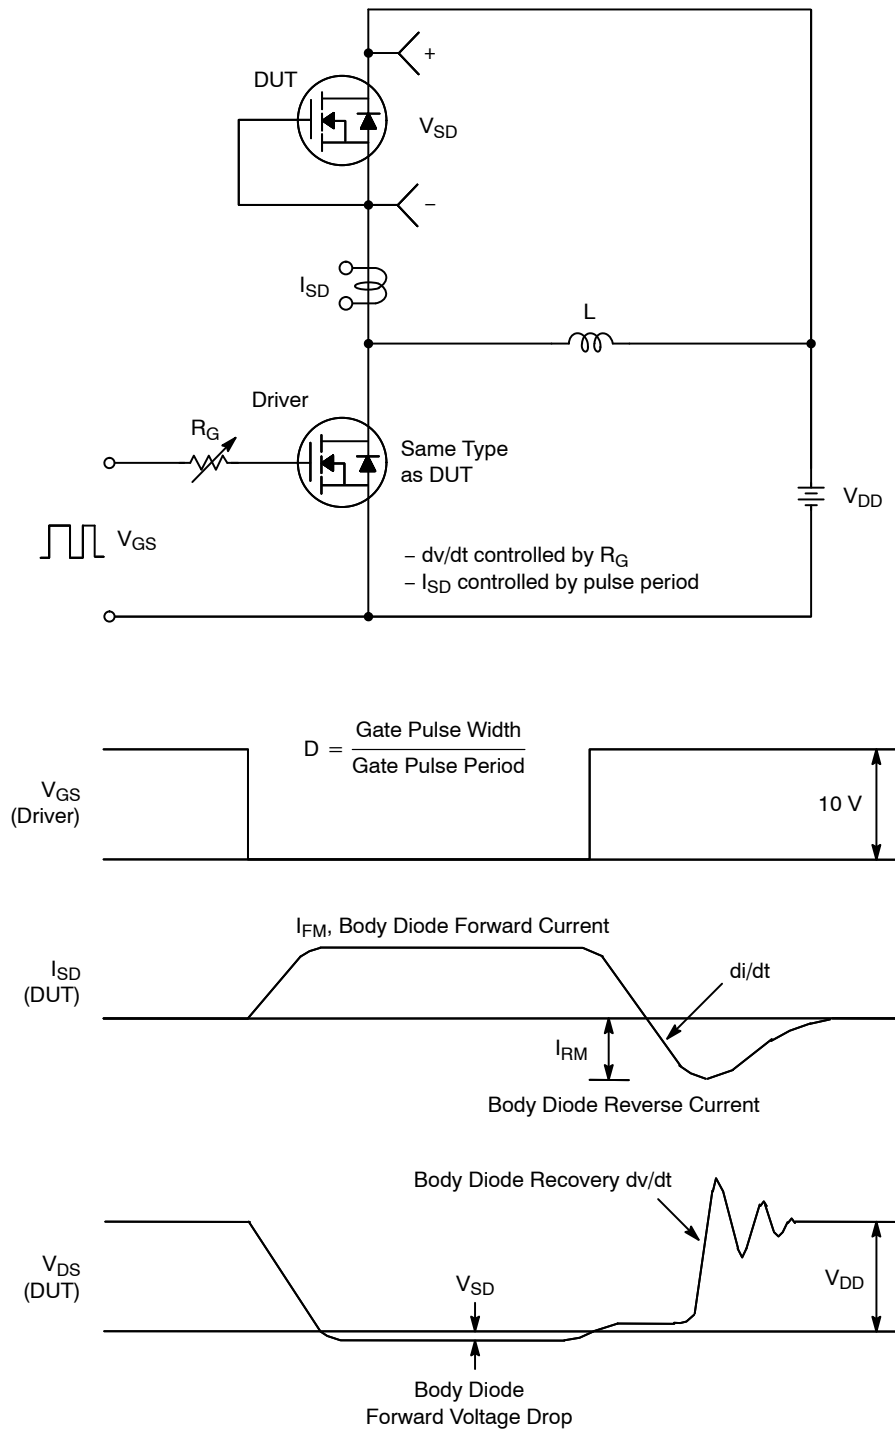 +
DUT
V_SD
−
I_SD
L
Driver
R_G
Same Type
as DUT
V_DD
V_GS
− dv/dt controlled by R_G
− I_SD controlled by pulse period
D = Gate Pulse Width
Gate Pulse Period
V_GS
(Driver)
10 V
I_FM, Body Diode Forward Current
I_SD
(DUT)
di/dt
I_RM
Body Diode Reverse Current
Body Diode Recovery dv/dt
V_DS
(DUT)
V_SD
V_DD
Body Diode
Forward Voltage Drop